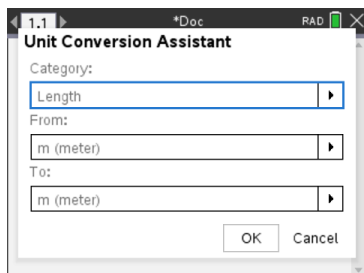 1.1 *Doc RAD
Unit Conversion Assistant
Category:
Length
From:
m (meter)
To:
m (meter)
OK Cancel